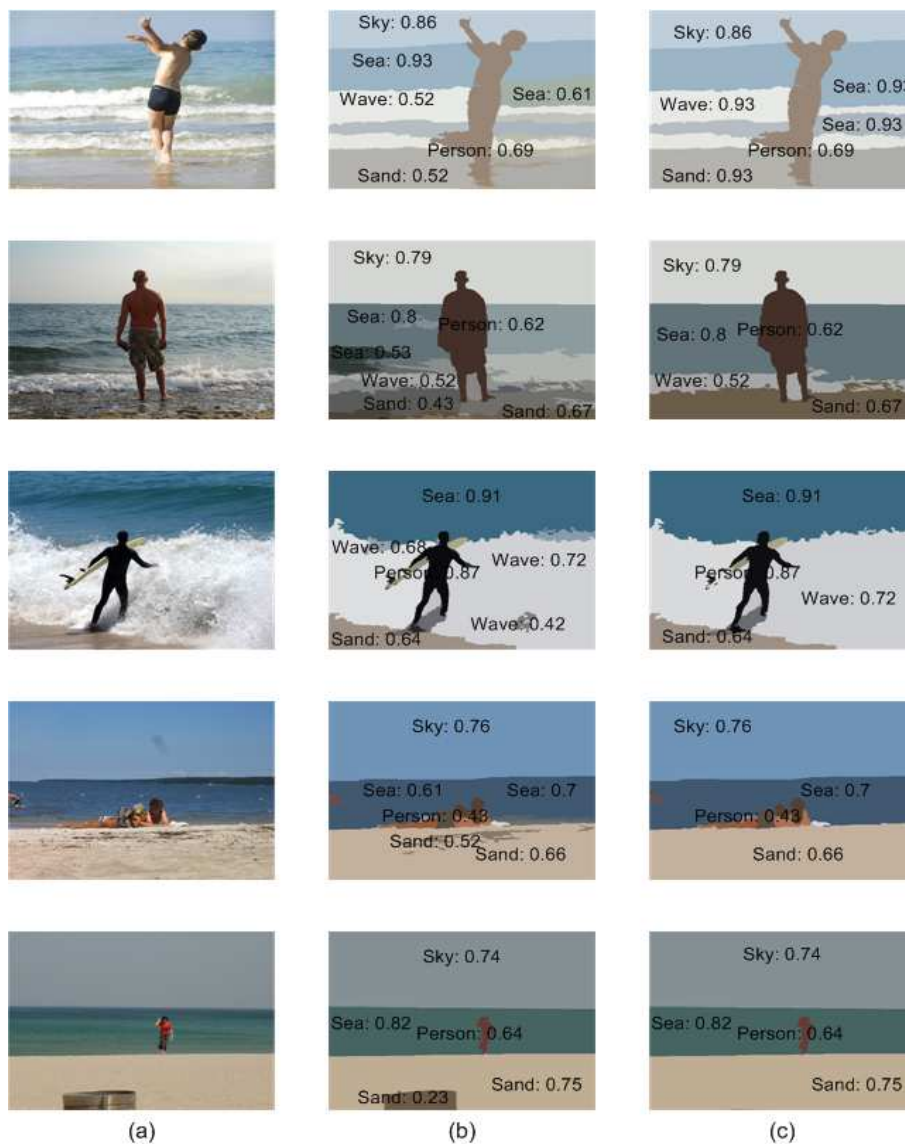 Sky: 0.86
Sea: 0.93
Wave: 0.52
Sea: 0.61
Person: 0.69
Sand: 0.52
Sky: 0.86
Sea: 0.93
Wave: 0.93
Sea: 0.93
Person: 0.69
Sand: 0.93
Sky: 0.79
Sea: 0.8
Person: 0.62
Sea: 0.53
Wave: 0.52
Sand: 0.43
Sand: 0.67
Sky: 0.79
Sea: 0.8
Person: 0.62
Wave: 0.52
Sand: 0.67
Sea: 0.91
Wave: 0.68
Wave: 0.72
Person: 0.87
Wave: 0.42
Sand: 0.64
Sea: 0.91
Person: 0.87
Wave: 0.72
Sand: 0.64
Sky: 0.76
Sea: 0.61
Sea: 0.7
Person: 0.43
Sand: 0.52
Sand: 0.66
Sky: 0.76
Sea: 0.7
Person: 0.43
Sand: 0.66
Sky: 0.74
Sea: 0.82
Person: 0.64
Sand: 0.75
Sand: 0.23
Sky: 0.74
Sea: 0.82
Person: 0.64
Sand: 0.75
(a) (b) (c)